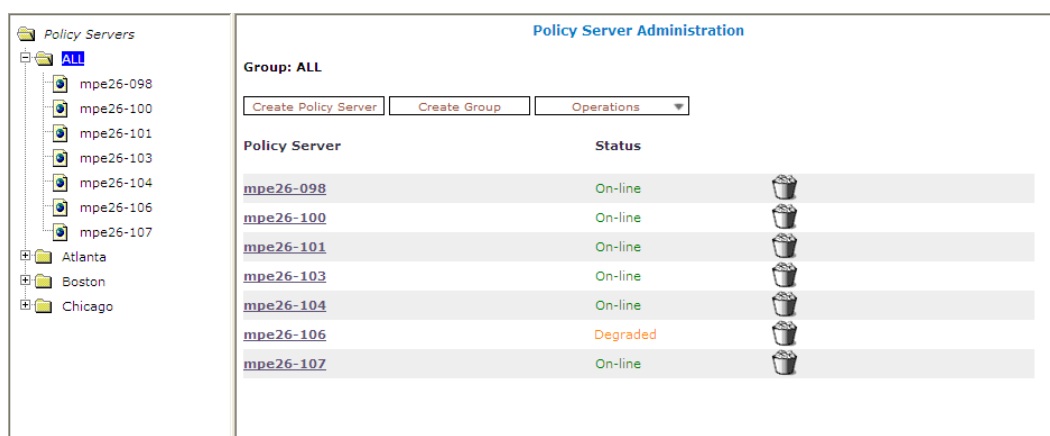 Policy Servers
ALL
mpe26-098
mpe26-100
mpe26-101
mpe26-103
mpe26-104
mpe26-106
mpe26-107
Atlanta
Boston
Chicago
Policy Server Administration
Group: ALL
Create Policy Server Create Group Operations
Policy Server Status
mpe26-098 On-line
mpe26-100 On-line
mpe26-101 On-line
mpe26-103 On-line
mpe26-104 On-line
mpe26-106 Degraded
mpe26-107 On-line